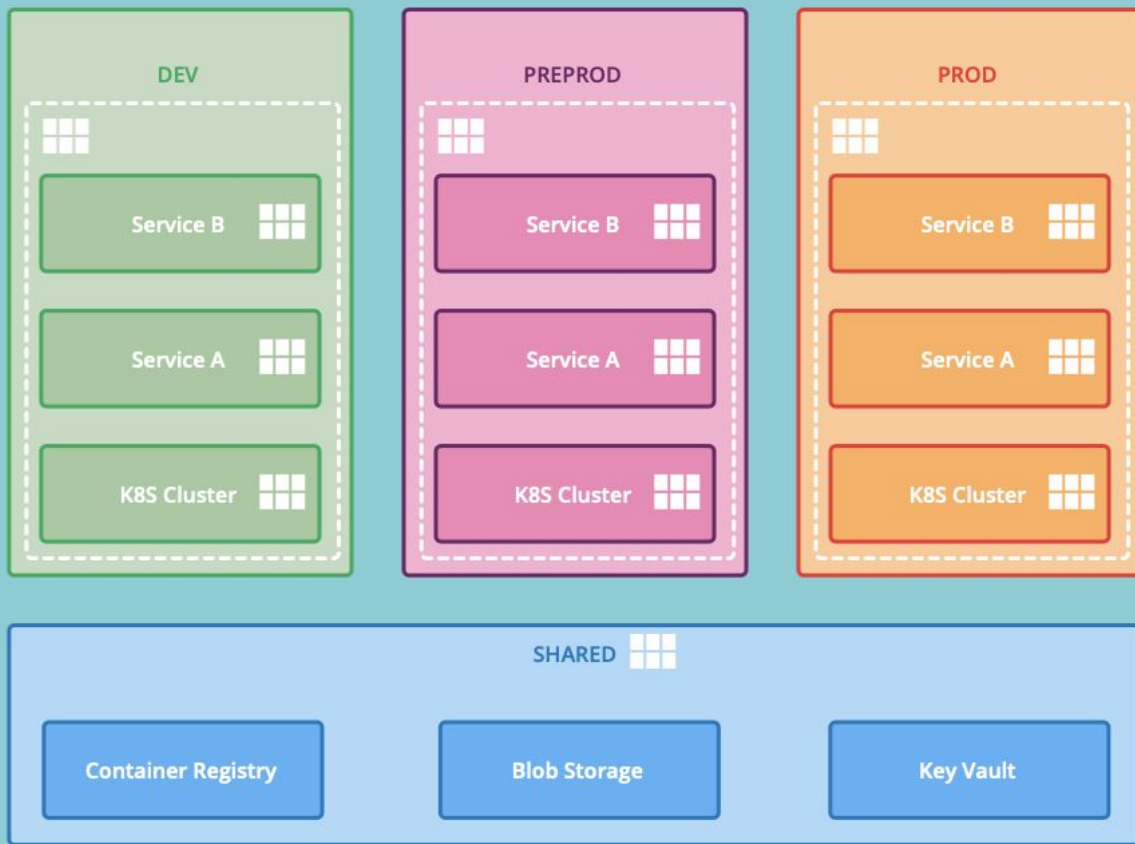 DEV
PREPROD
PROD
Service B
Service B
Service B
Service A
Service A
Service A
K8S Cluster
K8S Cluster
K8S Cluster
SHARED
Container Registry
Blob Storage
Key Vault